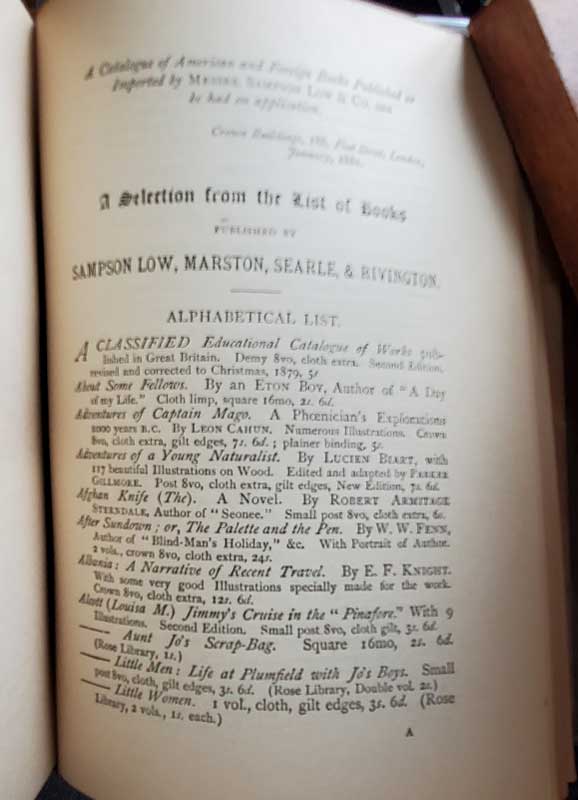 A Catalogue of American and Foreign Books Published or
Imported by MESSRS. SAMPSON LOW & CO. can
be had on application.
Crown Buildings, 188, Fleet Street, London,
January,
A Selection from the List of Books
PUBLISHED BY
SAMPSON LOW, MARSTON, SEARLE, & RIVINGTON.
ALPHABETICAL LIST.
A CLASSIFIED Educational Catalogue of Works pub-
lished in Great Britain. Demy 8vo, cloth extra. Second Edition,
revised and corrected to Christmas, 1879, 5s.
About Some Fellows. By an ETON BOY, Author of "A Day
of my Life." Cloth limp, square 16mo, 2s. 6d.
Adventures of Captain Mago. A Phœnician's Explorations
1000 years B.C. By LEON CAHUN. Numerous Illustrations. Crown
8vo, cloth extra, gilt edges, 7s. 6d.; plainer binding, 5s.
Adventures of a Young Naturalist. By LUCIEN BIART, with
117 beautiful Illustrations on Wood. Edited and adapted by PARKER
GILLMORE. Post 8vo, cloth extra, gilt edges, New Edition, 7s. 6d.
Afghan Knife (The). A Novel. By ROBERT ARMITAGE
STERNDALE, Author of "Seonee." Small post 8vo, cloth extra, 6s.
After Sundown; or, The Palette and the Pen. By W. W. FENN,
Author of "Blind-Man's Holiday," &c. With Portrait of Author.
2 vols., crown 8vo, cloth extra, 24s.
Albania: A Narrative of Recent Travel. By E. F. KNIGHT.
With some very good Illustrations specially made for the work.
Crown 8vo, cloth extra, 12s. 6d.
Alcott (Louisa M.) Jimmy's Cruise in the "Pinafore." With 9
Illustrations. Second Edition. Small post 8vo, cloth gilt, 3s. 6d.
—— Aunt Jo's Scrap-Bag. Square 16mo, 2s. 6d.
(Rose Library, 1s.)
—— Little Men: Life at Plumfield with Jo's Boys. Small
post 8vo, cloth, gilt edges, 3s. 6d. (Rose Library, Double vol. 2s.)
—— Little Women. 1 vol., cloth, gilt edges, 3s. 6d. (Rose
Library, 2 vols., 1s. each.)
A